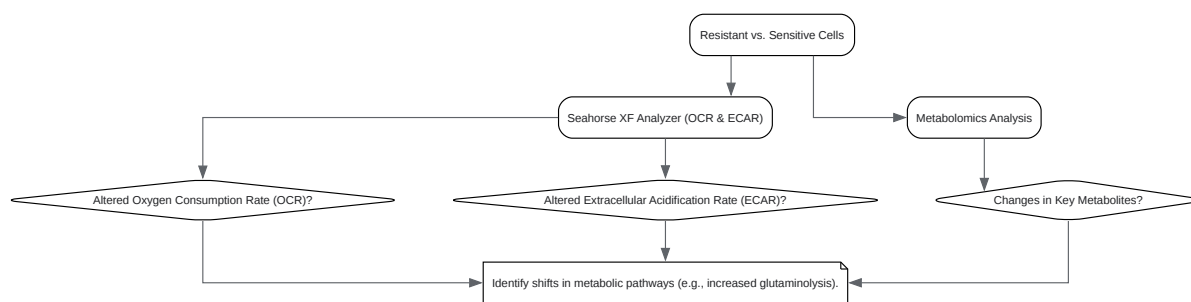 Resistant vs. Sensitive Cells
Seahorse XF Analyzer (OCR & ECAR)
Metabolomics Analysis
Altered Oxygen Consumption Rate (OCR)?
Altered Extracellular Acidification Rate (ECAR)?
Changes in Key Metabolites?
Identify shifts in metabolic pathways (e.g., increased glutaminolysis).